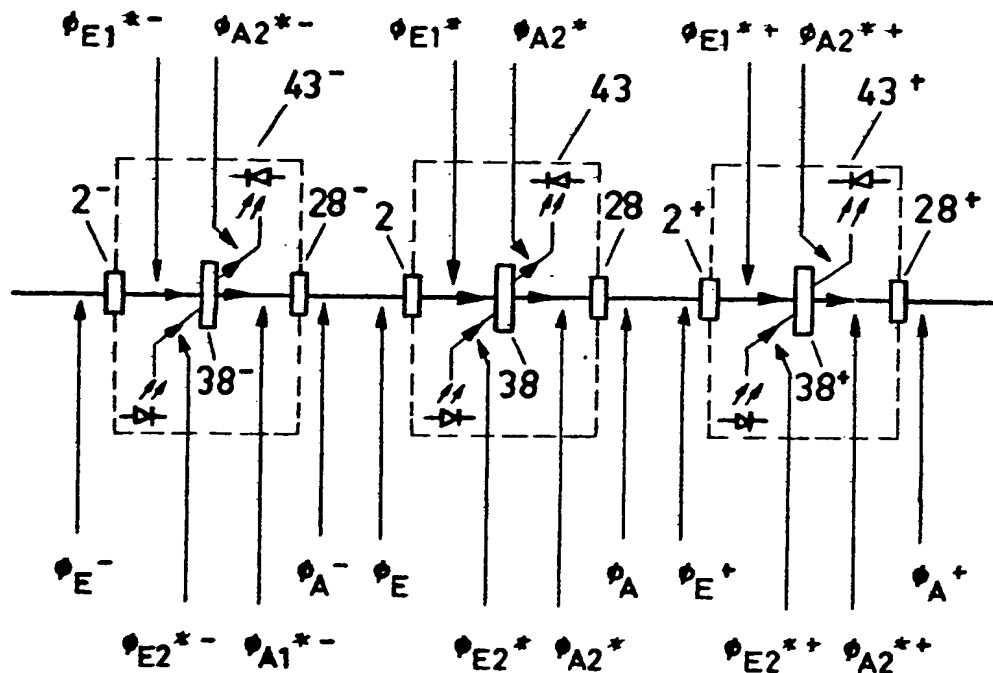 ϕE1*- ϕA2*- ϕE1* ϕA2* ϕE1*+ ϕA2*+
43- 43 43+
2- 28- 2 28 2+ 28+
38- 38 38+
ϕE- ϕA- ϕE ϕA ϕE+ ϕA+
ϕE2*- ϕA1*- ϕE2* ϕA2* ϕE2*+ ϕA2*+